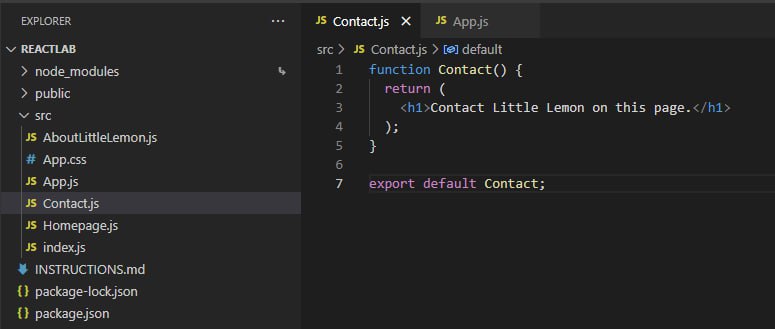 EXPLORER
REACTLAB
node_modules
public
src
JS AboutLittleLemon.js
# App.css
JS App.js
JS Contact.js
JS Homepage.js
JS index.js
INSTRUCTIONS.md
{} package-lock.json
{} package.json
JS Contact.js
JS App.js
src > JS Contact.js > default
1 function Contact() {
2   return (
3     <h1>Contact Little Lemon on this page.</h1>
4   );
5 }
6
7 export default Contact;